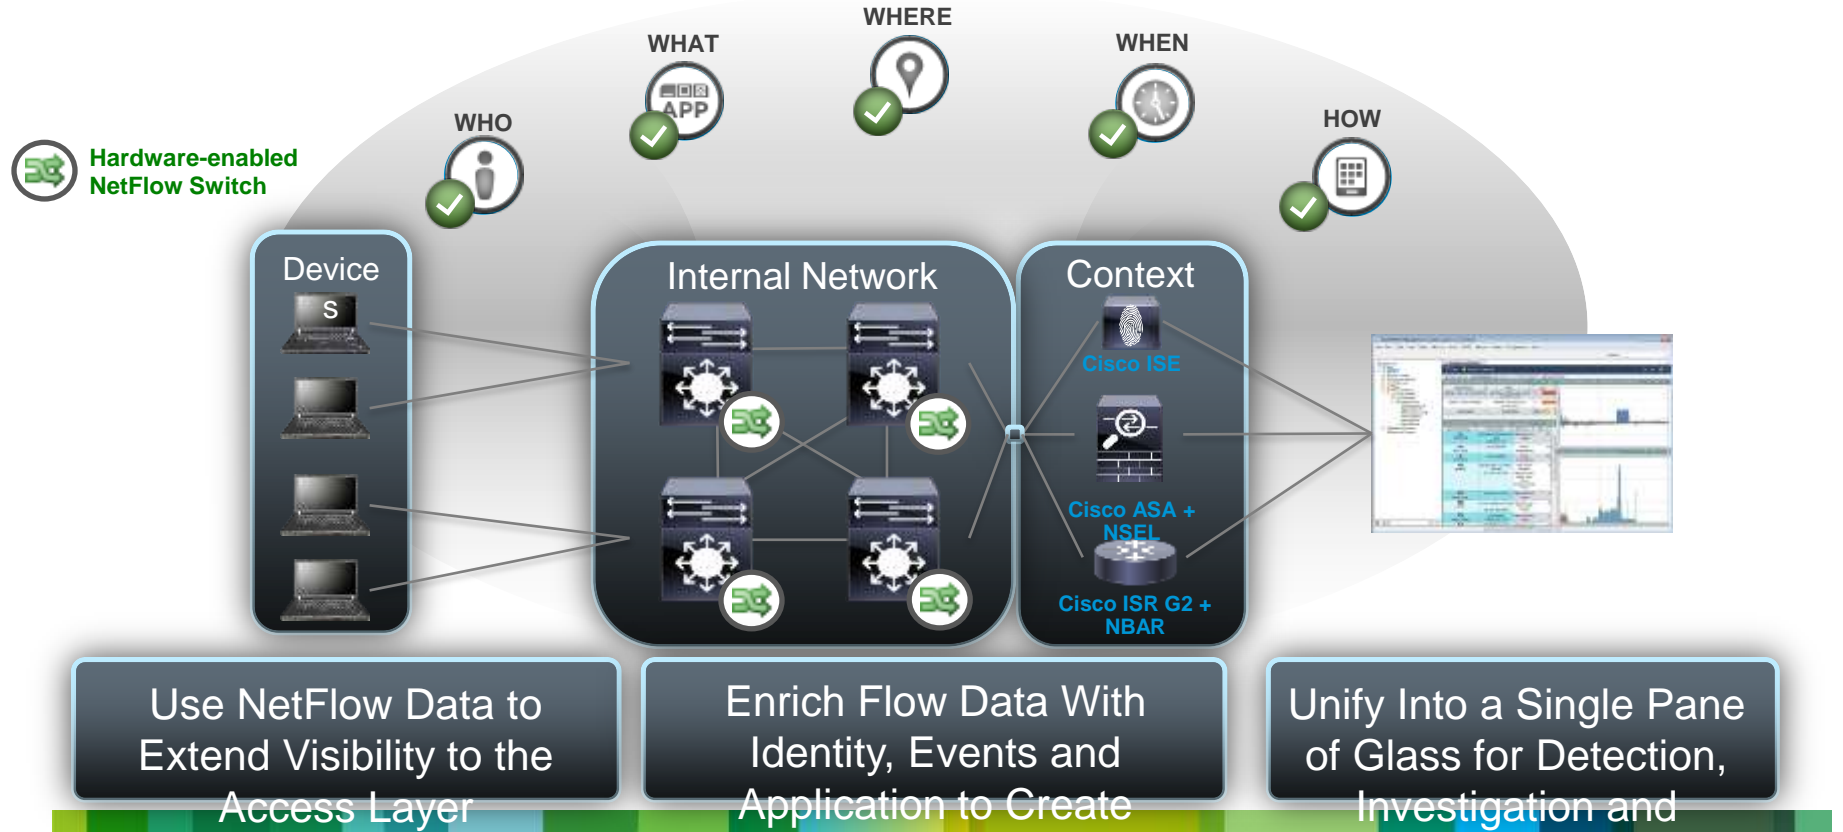 WHERE
WHAT
WHEN
WHO
HOW
APP
Hardware-enabled
NetFlow Switch
Device
s
Internal Network
Context
Cisco ISE
Cisco ASA +
NSEL
Cisco ISR G2 +
NBAR
Use NetFlow Data to
Extend Visibility to the
Access Layer
Enrich Flow Data With
Identity, Events and
Application to Create
Unify Into a Single Pane
of Glass for Detection,
Investigation and